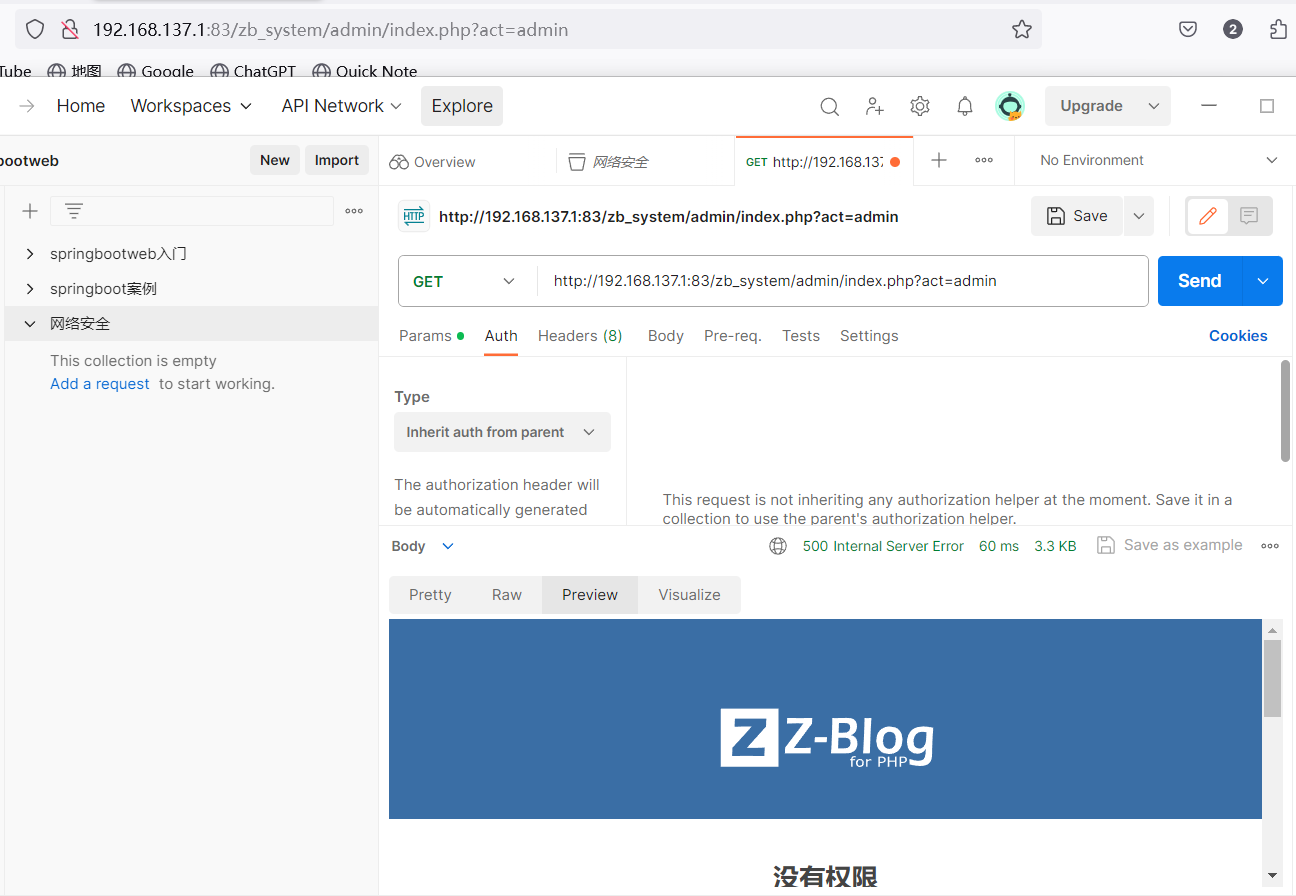 192.168.137.1:83/zb_system/admin/index.php?act=admin
2
Tube 地图 Google ChatGPT Quick Note
Home Workspaces API Network Explore Upgrade
bootweb New Import Overview 网络安全 GET http://192.168.137 No Environment
http://192.168.137.1:83/zb_system/admin/index.php?act=admin Save
springbootweb入门
springboot案例
网络安全
This collection is empty
Add a request to start working.
GET http://192.168.137.1:83/zb_system/admin/index.php?act=admin Send
Params Auth Headers (8) Body Pre-req. Tests Settings Cookies
Type
Inherit auth from parent
The authorization header will
be automatically generated
This request is not inheriting any authorization helper at the moment. Save it in a
collection to use the parent's authorization helper.
Body 500 Internal Server Error 60 ms 3.3 KB Save as example
Pretty Raw Preview Visualize
Z Z-Blog
for PHP
没有权限